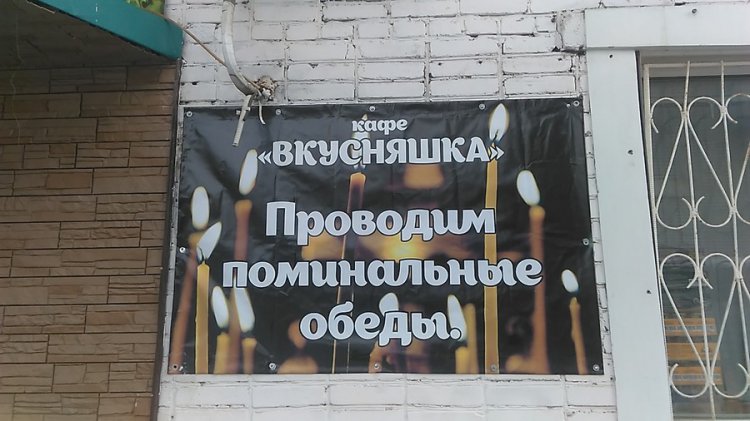 кафе
«ВКУСНЯШКА»
Проводим
поминальные
обеды.